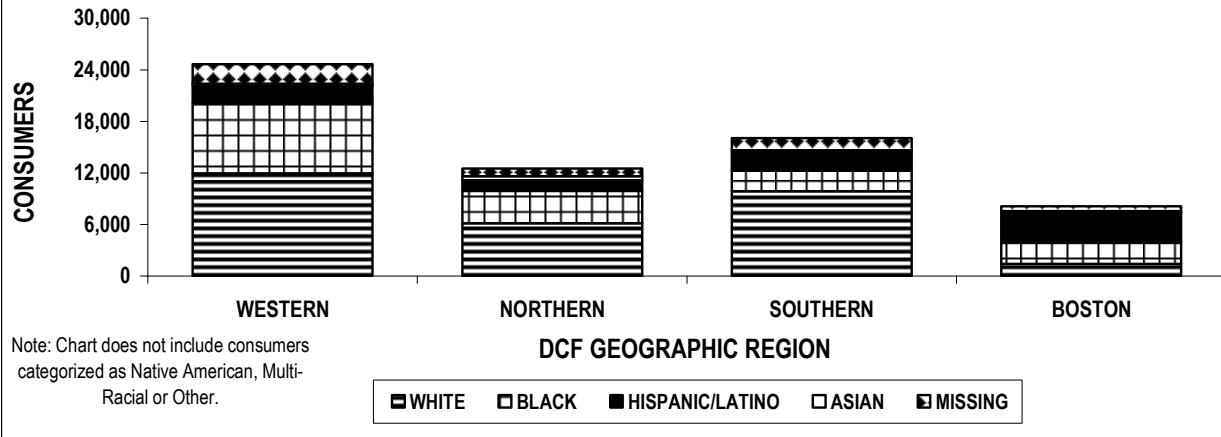 30,000
24,000
18,000
12,000
6,000
0
CONSUMERS
WESTERN
NORTHERN
SOUTHERN
BOSTON
DCF GEOGRAPHIC REGION
Note: Chart does not include consumers
categorized as Native American, Multi-
Racial or Other.
WHITE BLACK HISPANIC/LATINO ASIAN MISSING